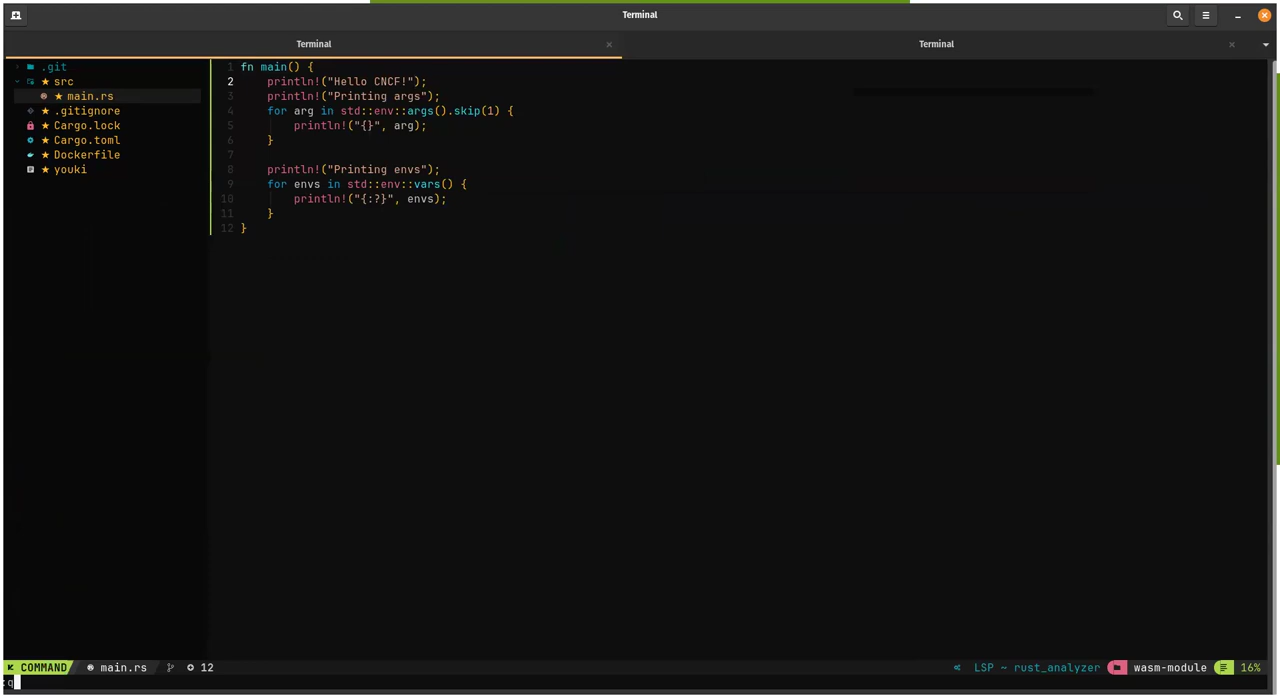 Terminal
Terminal
Terminal
.git
src
main.rs
.gitignore
Cargo.lock
Cargo.toml
Dockerfile
youki
1 fn main() {
2 println!("Hello CNCF!");
3 println!("Printing args");
4 for arg in std::env::args().skip(1) {
5 println!("{}", arg);
6 }
7
8 println!("Printing envs");
9 for envs in std::env::vars() {
10 println!("{:?}", envs);
11 }
12 }
COMMAND main.rs 12 LSP ~ rust_analyzer wasm-module 16%
:q